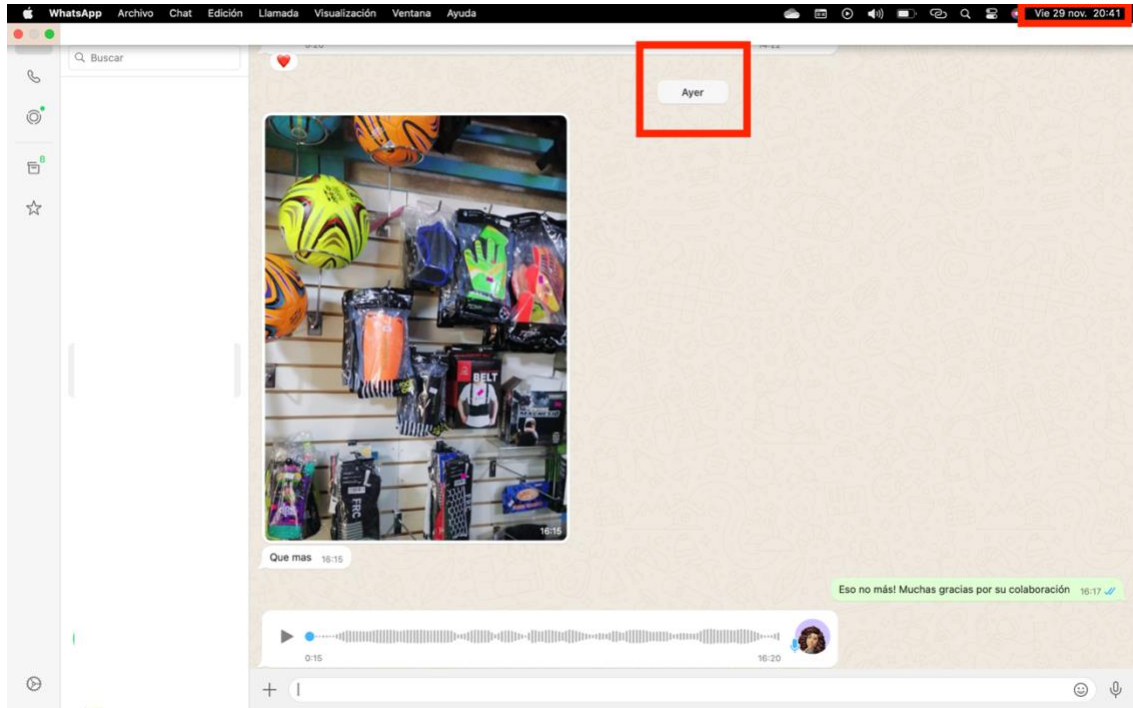 WhatsApp Archivo Chat Edición Llamada Visualización Ventana Ayuda Vie 29 nov. 20:41
Buscar
Ayer
8
BELT
FRC
16:15
Que mas 16:15
Eso no más! Muchas gracias por su colaboración 16:17
0:15 16:20